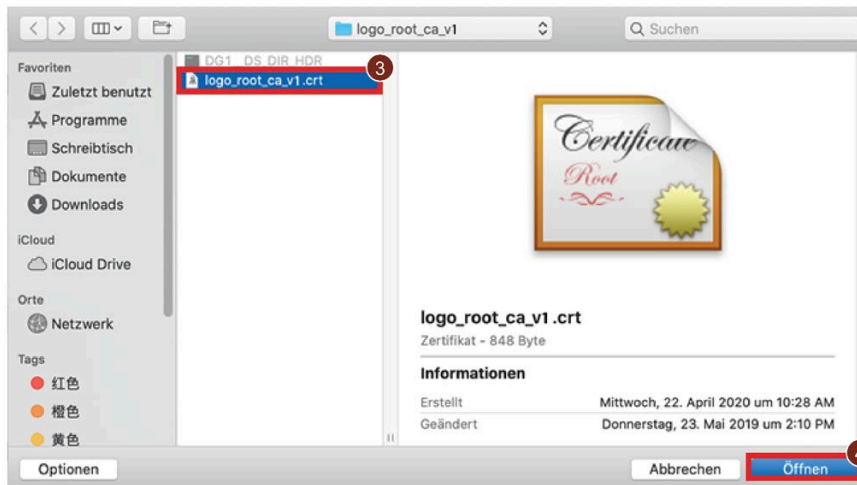 logo_root_ca_v1
Suchen
Favoriten
Zuletzt benutzt
Programme
Schreibtisch
Dokumente
Downloads
iCloud
iCloud Drive
Orte
Netzwerk
Tags
红色
橙色
黄色
DG1_DS_DIR_HDR
logo_root_ca_v1.crt
3
Certificate
Root
logo_root_ca_v1.crt
Zertifikat - 848 Byte
Informationen
Erstellt Mittwoch, 22. April 2020 um 10:28 AM
Geändert Donnerstag, 23. Mai 2019 um 2:10 PM
Optionen
Abbrechen
Öffnen